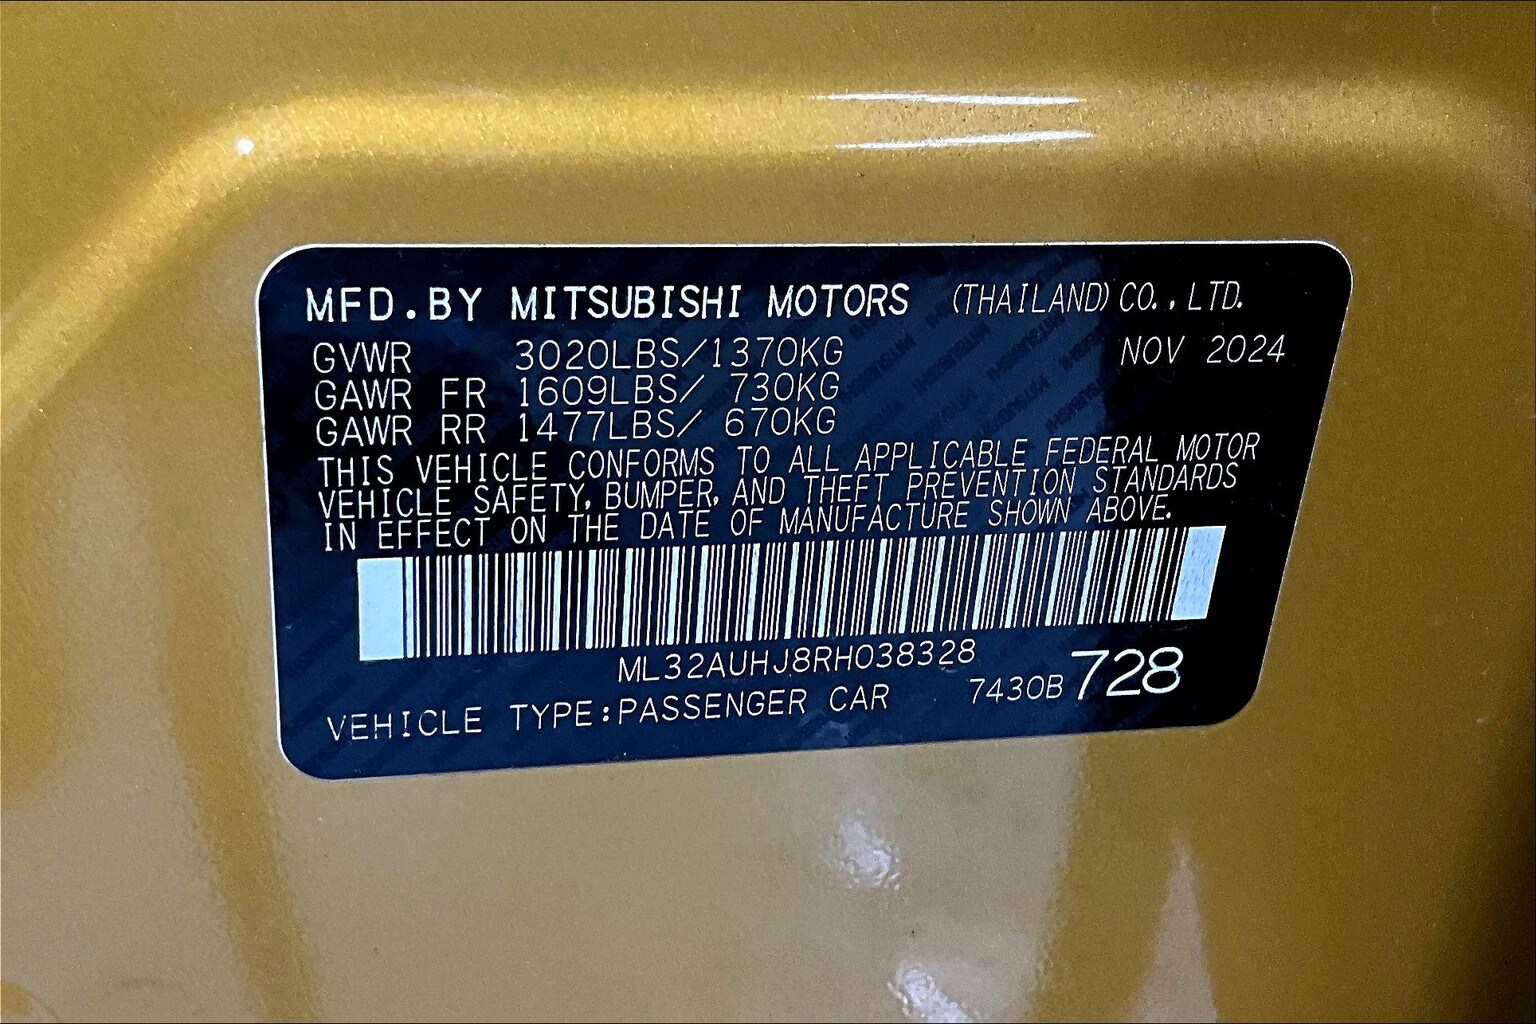 MFD.BY MITSUBISHI MOTORS (THAILAND) CO.,LTD.
GVWR 3020LBS/1370KG NOV 2024
GAWR FR 1609LBS/ 730KG
GAWR RR 1477LBS/ 670KG
THIS VEHICLE CONFORMS TO ALL APPLICABLE FEDERAL MOTOR
VEHICLE SAFETY, BUMPER, AND THEFT PREVENTION STANDARDS
IN EFFECT ON THE DATE OF MANUFACTURE SHOWN ABOVE.
ML32AUHJ8RH038328
VEHICLE TYPE:PASSENGER CAR 7430B 728